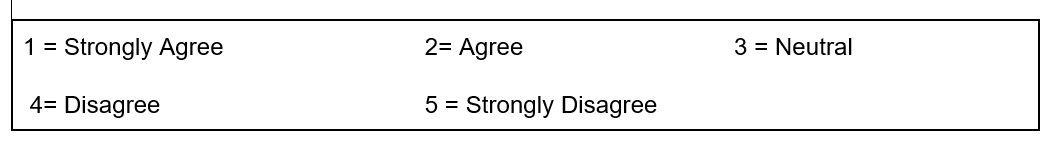 1 = Strongly Agree 2= Agree 3 = Neutral
4= Disagree 5 = Strongly Disagree